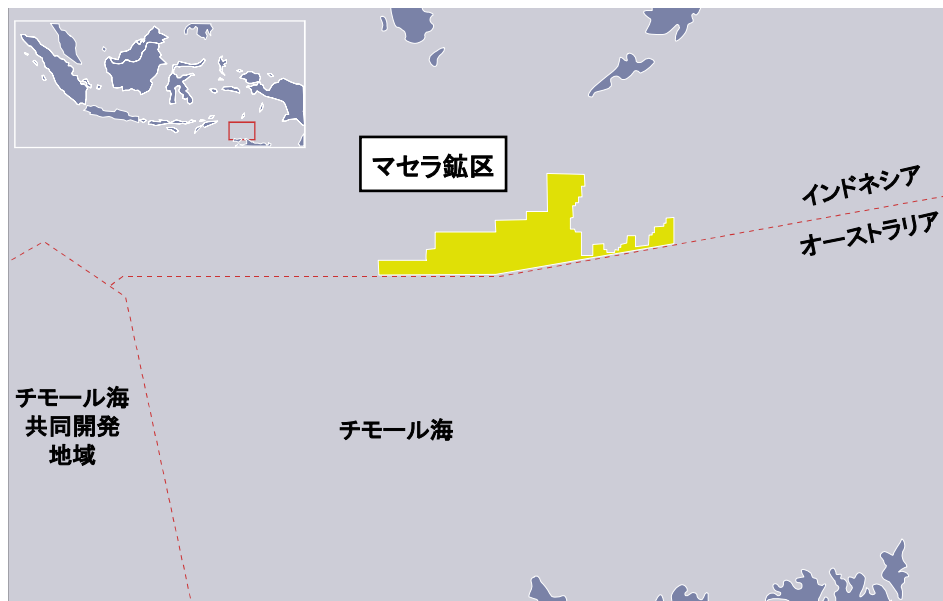 マセラ鉱区
インドネシア
オーストラリア
チモール海
共同開発
地域
チモール海